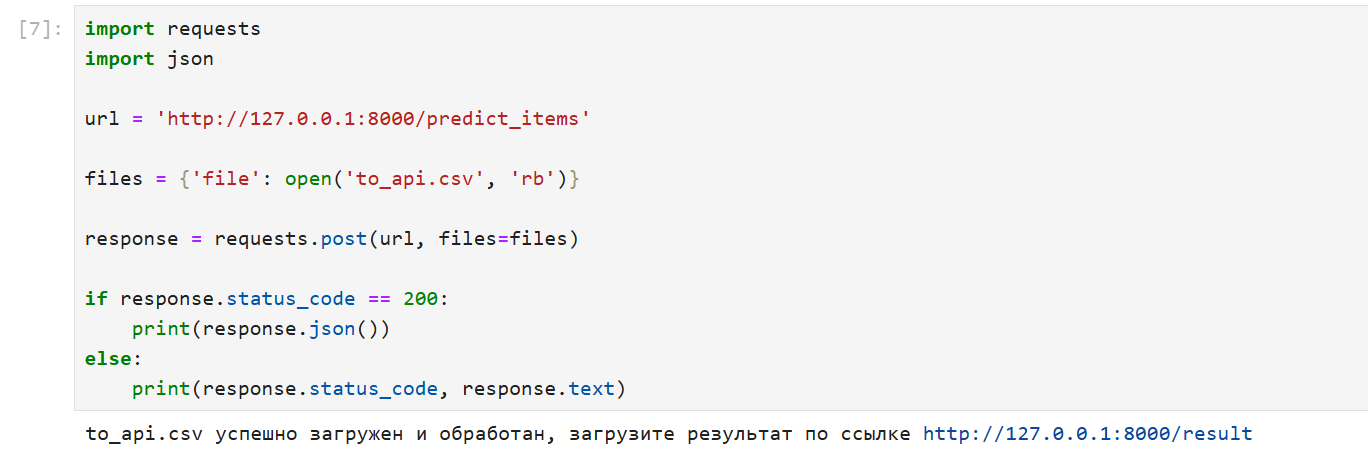 [7]:
import requests
import json
url = 'http://127.0.0.1:8000/predict_items'
files = {'file': open('to_api.csv', 'rb')}
response = requests.post(url, files=files)
if response.status_code == 200:
    print(response.json())
else:
    print(response.status_code, response.text)
to_api.csv успешно загружен и обработан, загрузите результат по ссылке http://127.0.0.1:8000/result